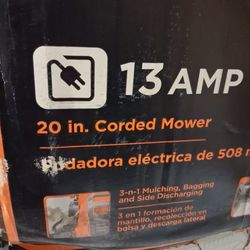 13 AMP
20 in. Corded Mower
eléctrica de 508
3-n-1 Mulching, Bagging
and Side Discharging
3 en 1 formación de
mantillo, recolección en
bolsa y descarga lateral